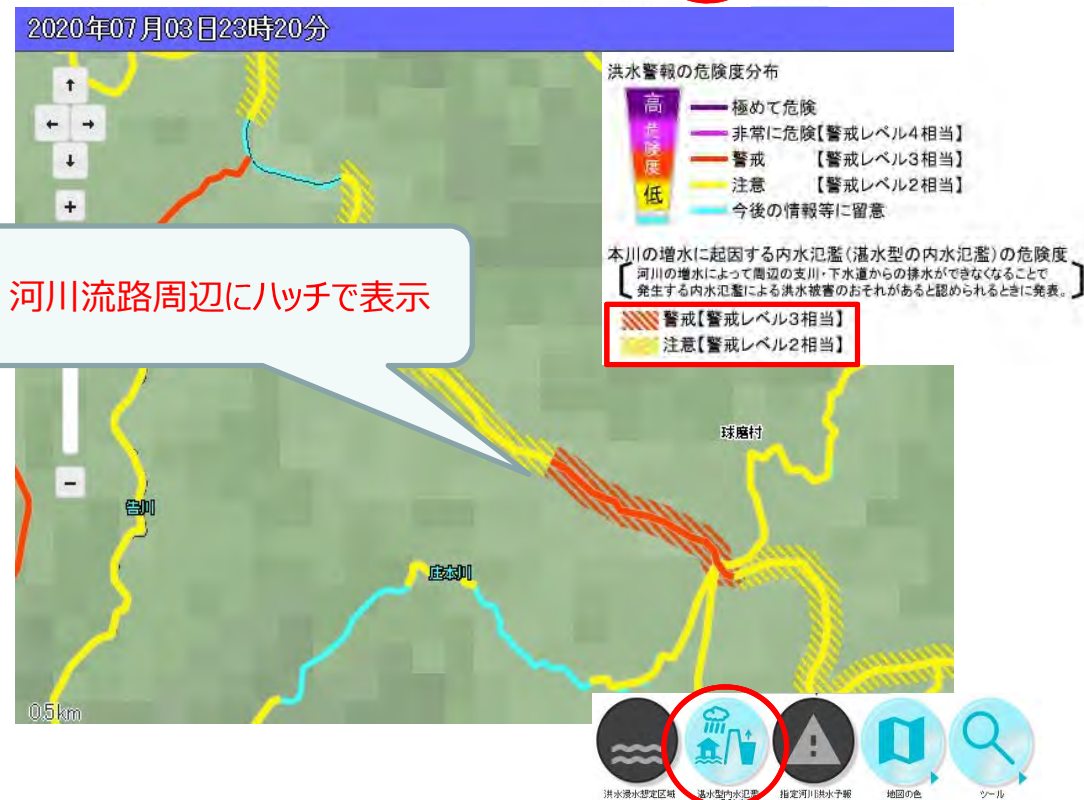 2020年07月03日23時20分
洪水警報の危険度分布
高
危険度
低
極めて危険
非常に危険【警戒レベル4相当】
警戒 【警戒レベル3相当】
注意 【警戒レベル2相当】
今後の情報等に留意
本川の増水に起因する内水氾濫(湛水型の内水氾濫)の危険度
河川の増水によって周辺の支川・下水道からの排水ができなくなることで
発生する内水氾濫による洪水被害のおそれがあると認められるときに発表。
警戒【警戒レベル3相当】
注意【警戒レベル2相当】
河川流路周辺にハッチで表示
球磨村
告川
庄本川
0.5km
洪水浸水想定区域
湛水型内水氾濫
指定河川洪水予報
地図の色
ツール